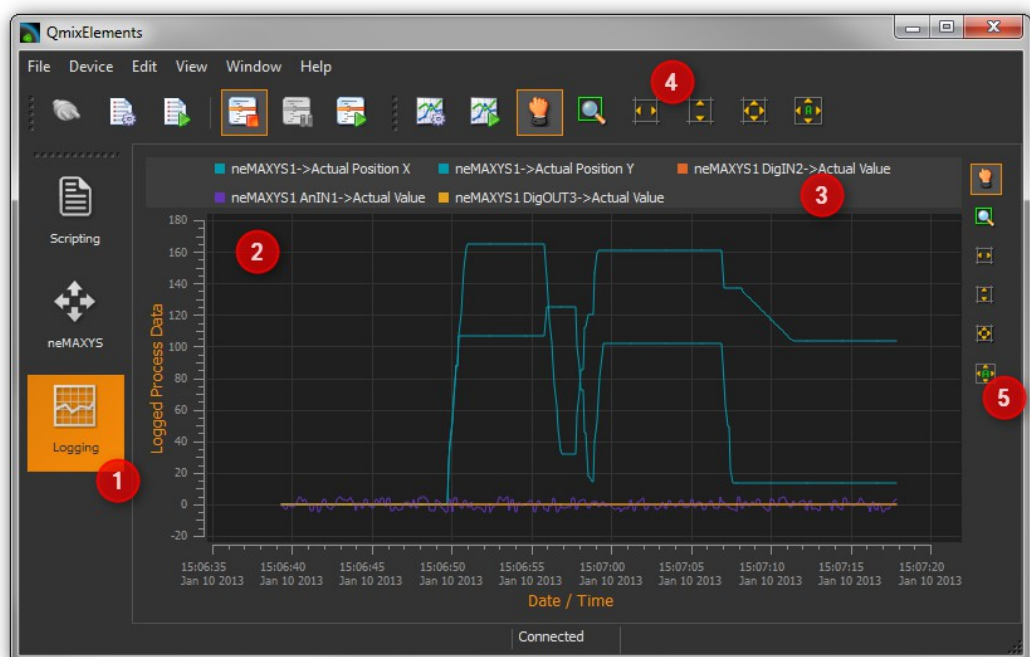 QmixElements
File Device Edit View Window Help
4
neMAXYS1->Actual Position X neMAXYS1->Actual Position Y neMAXYS1 DigIN2->Actual Value
neMAXYS1 AnIN1->Actual Value neMAXYS1 DigOUT3->Actual Value
3
Scripting
neMAXYS
Logging
1
2
Logged Process Data
180
160
140
120
100
80
60
40
20
0
-20
15:06:35 15:06:40 15:06:45 15:06:50 15:06:55 15:07:00 15:07:05 15:07:10 15:07:15 15:07:20
Jan 10 2013 Jan 10 2013 Jan 10 2013 Jan 10 2013 Jan 10 2013 Jan 10 2013 Jan 10 2013 Jan 10 2013 Jan 10 2013 Jan 10 2013
Date / Time
A
A
5
Connected